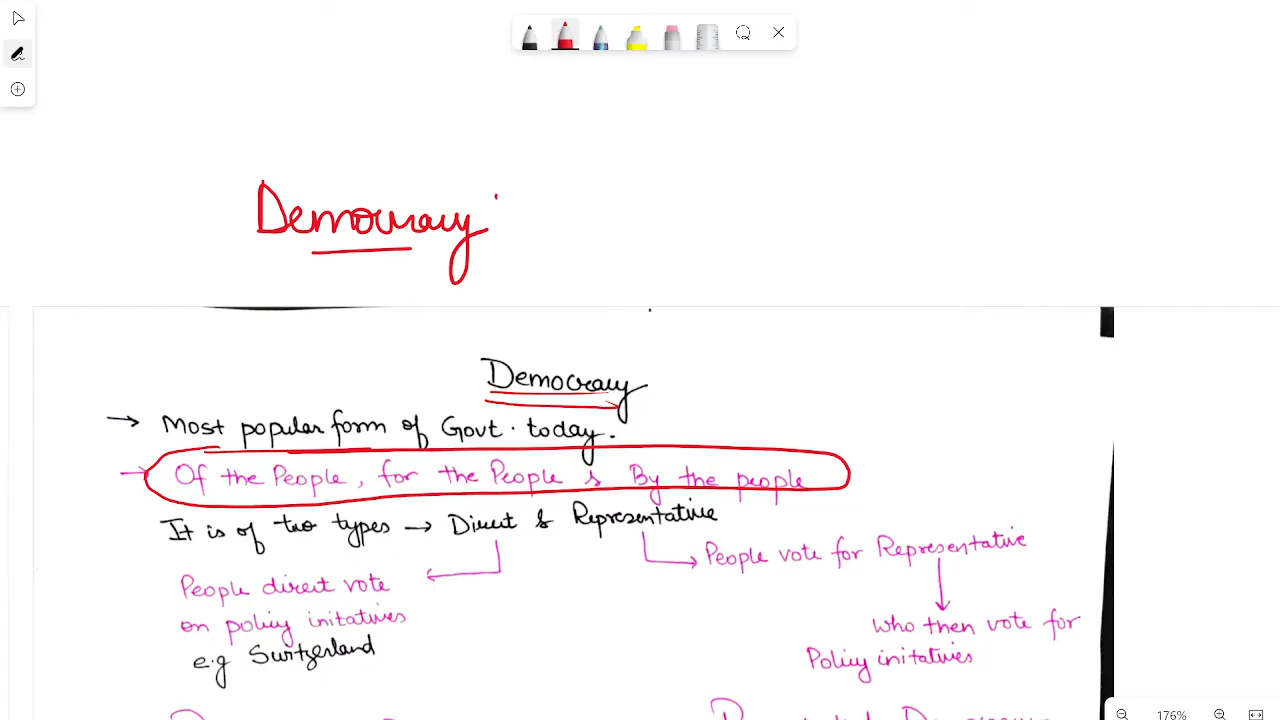 Democracy
Democracy
→ Most popular form of Govt. today.
→ Of the People, for the People & By the people
It is of two types → Direct & Representative
People vote for Representative
People direct vote
on policy initatives
who then vote for
e.g Switzerland
Policy initatives
176%